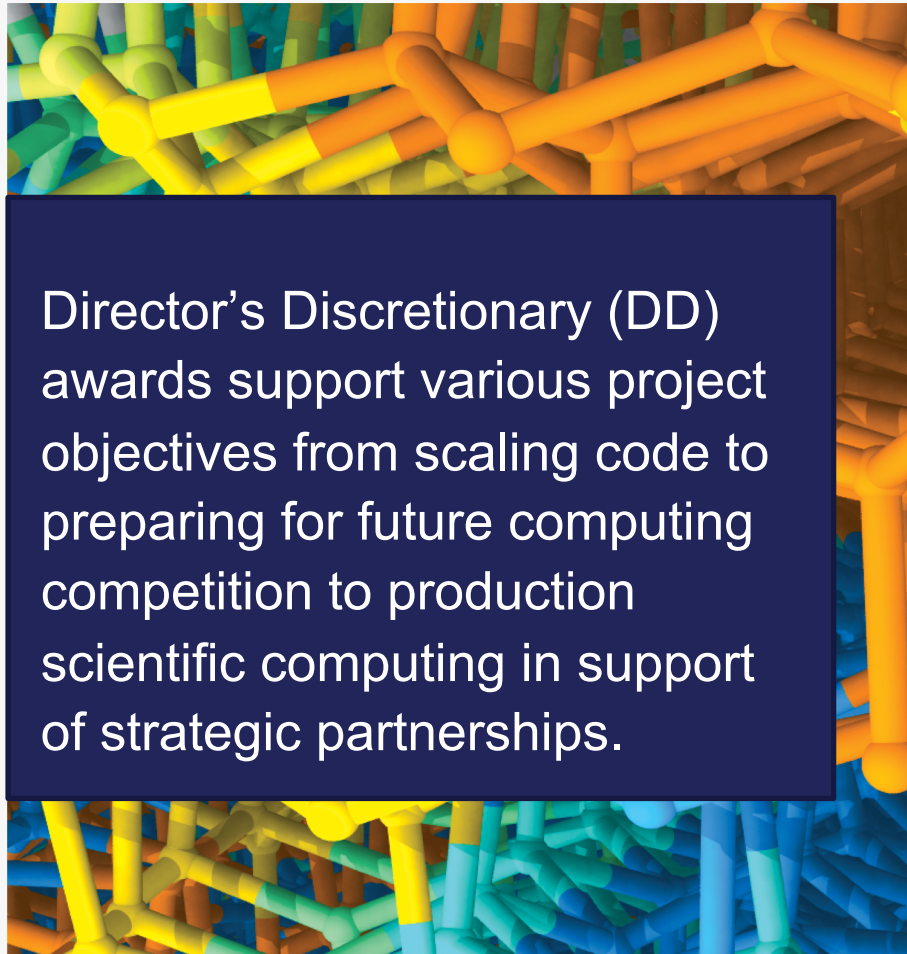 Director’s Discretionary (DD)
awards support various project
objectives from scaling code to
preparing for future computing
competition to production
scientific computing in support
of strategic partnerships.